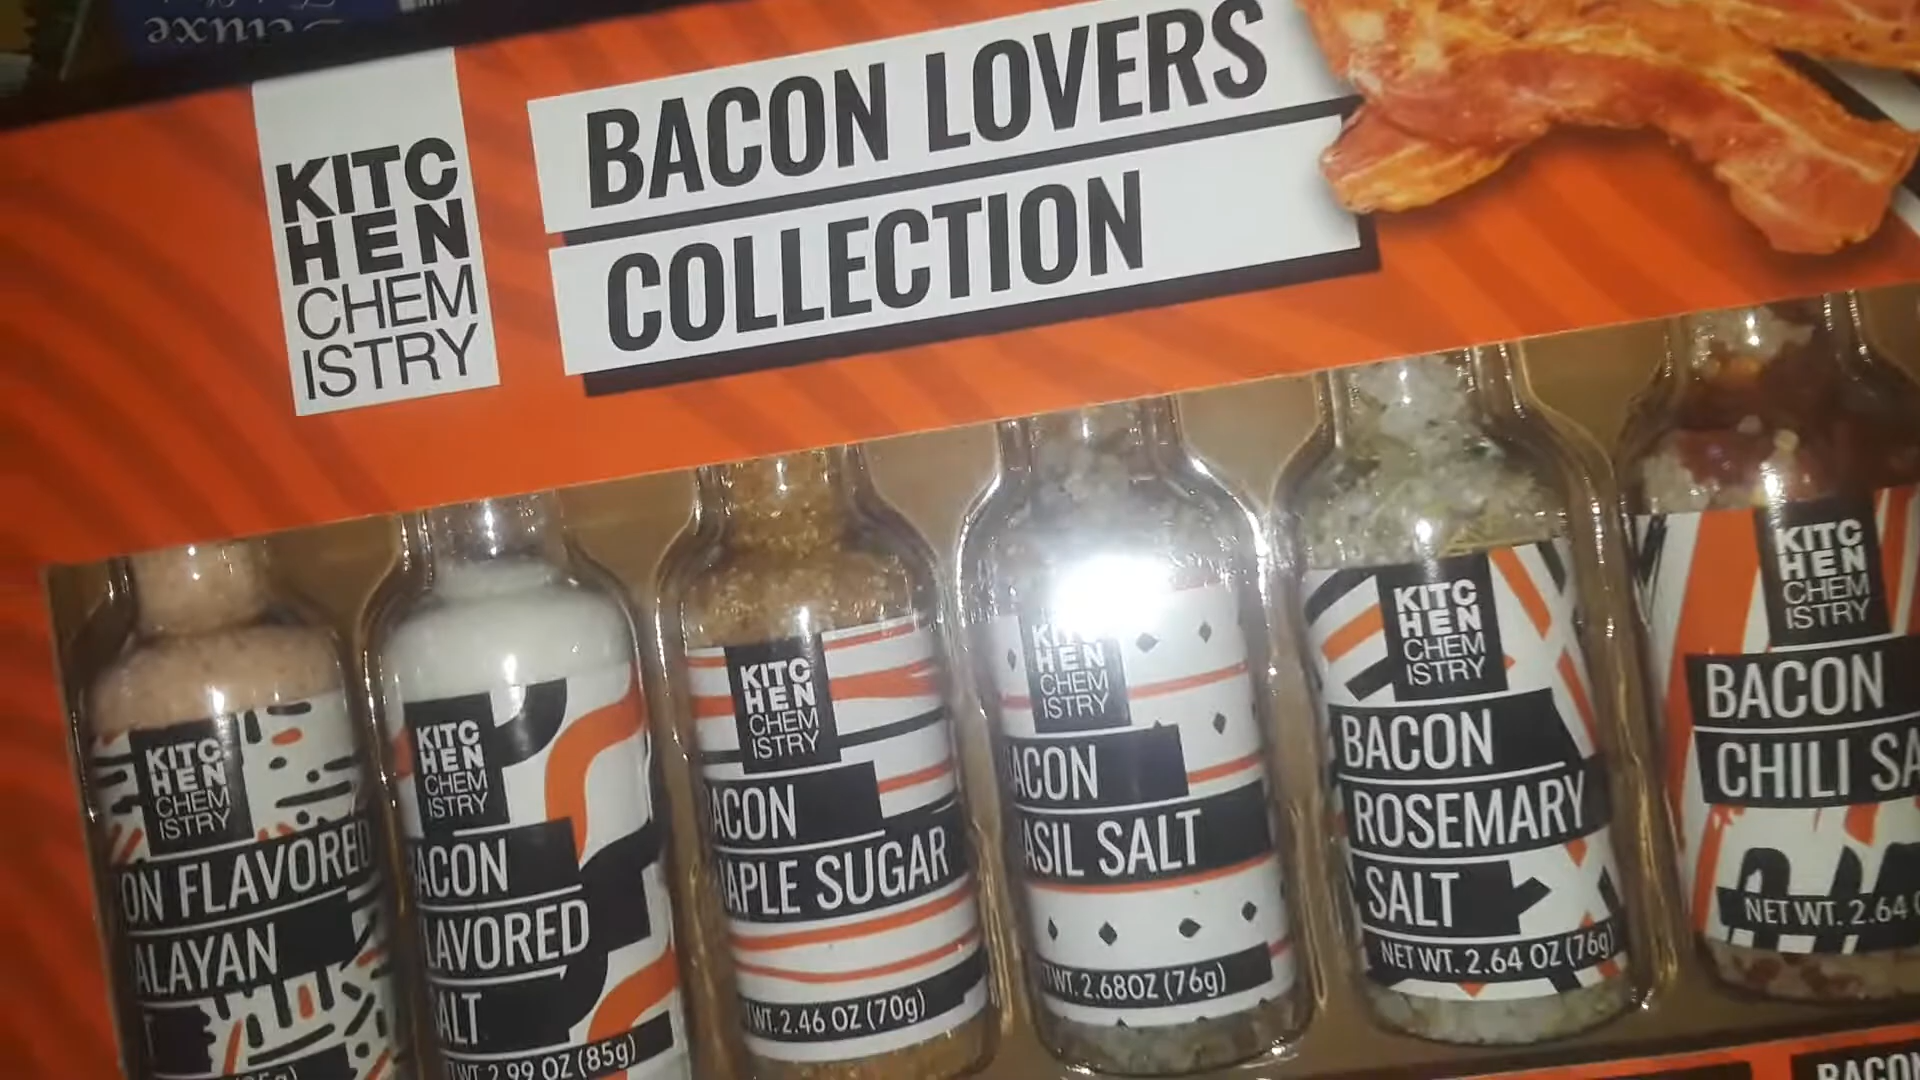 KITC
HEN
CHEM
ISTRY
BACON LOVERS
COLLECTION
KITC
HEN
CHEM
ISTRY
ON FLAVORED
ALAYAN
T
KITC
HEN
CHEM
ISTRY
ACON
LAVORED
ALT
WT. 2.99 OZ (85g)
KITC
HEN
CHEM
ISTRY
ACON
APLE SUGAR
WT. 2.46 OZ (70g)
KITC
HEN
CHEM
ISTRY
ACON
ASIL SALT
WT. 2.68OZ (76g)
KITC
HEN
CHEM
ISTRY
BACON
ROSEMARY
SALT
NET WT. 2.64 OZ (76g)
KITC
HEN
CHEM
ISTRY
BACON
CHILI SA
NET WT. 2.64
BACON